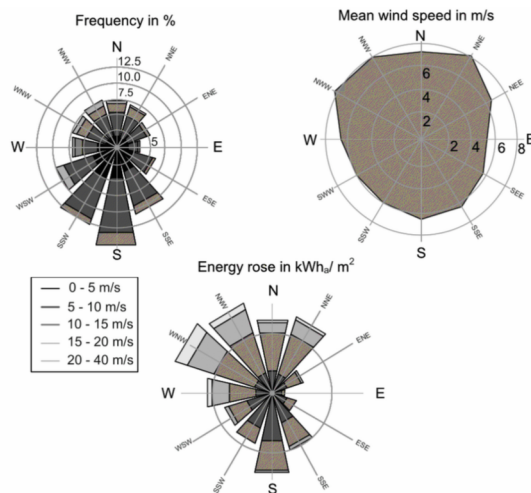 Frequency in %
N
NNE
ENE
E
ESE
SSE
S
SSW
WSW
W
WNW
NNW
12.5
10.0
7.5
5
Mean wind speed in m/s
N
NNE
NEE
E
SEE
SSE
S
SSW
SWW
W
NWW
NNW
6
4
2
2 4 6 8
0 - 5 m/s
5 - 10 m/s
10 - 15 m/s
15 - 20 m/s
20 - 40 m/s
Energy rose in kWhₐ/ m²
N
ENE
E
ESE
SSE
S
SSW
WSW
W
WNW
NNW
NNE